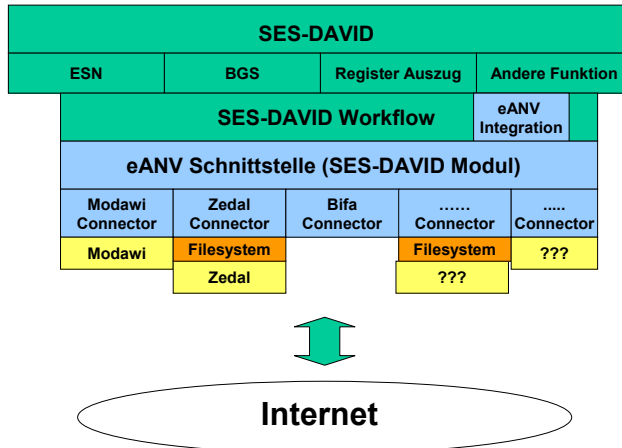 SES-DAVID
ESN BGS Register Auszug Andere Funktion
SES-DAVID Workflow
eANV
Integration
eANV Schnittstelle (SES-DAVID Modul)
Modawi
Connector
Zedal
Connector
Bifa
Connector
......
Connector
.....
Connector
Modawi
Filesystem
Zedal
Filesystem
???
???
Internet